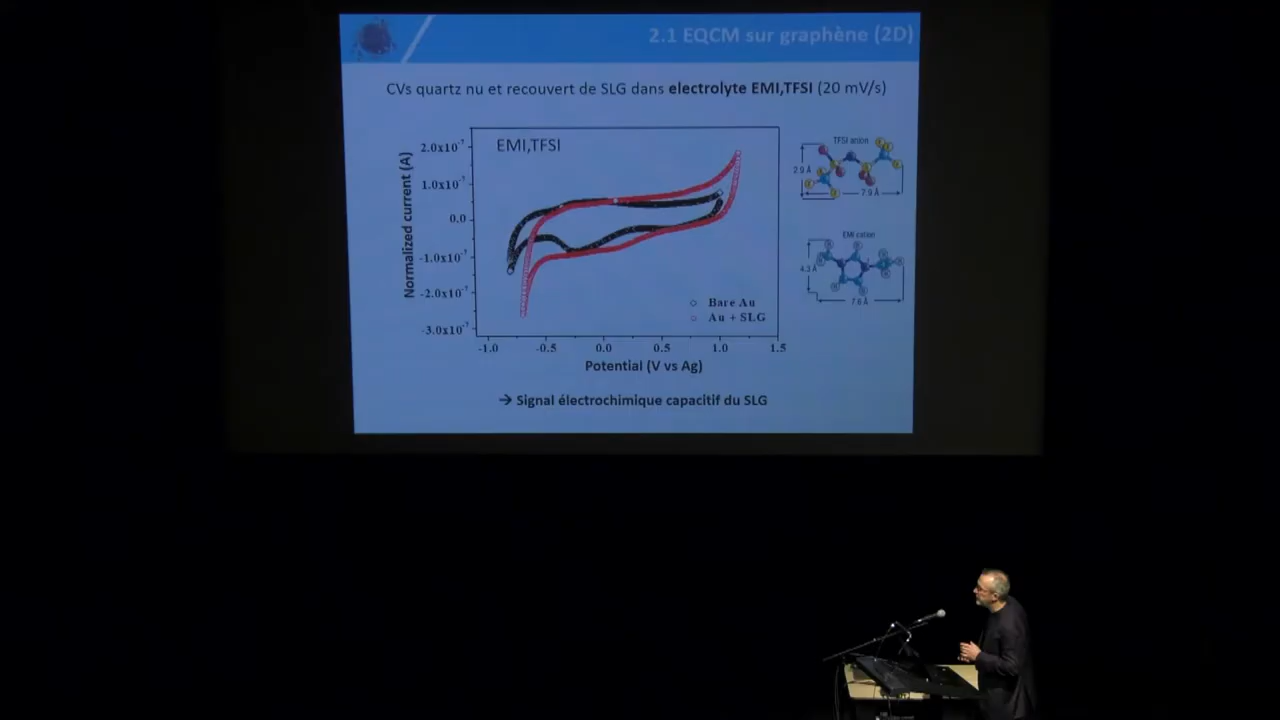 2.1 EQCM sur graphène (2D)
CVs quartz nu et recouvert de SLG dans electrolyte EMI,TFSI (20 mV/s)
EMI,TFSI
Normalized current (A)
2.0x10⁻⁷
1.0x10⁻⁷
0.0
-1.0x10⁻⁷
-2.0x10⁻⁷
-3.0x10⁻⁷
Bare Au
Au + SLG
-1.0 -0.5 0.0 0.5 1.0 1.5
Potential (V vs Ag)
TFSI anion
2.9 Å
7.9 Å
EMI cation
4.3 Å
7.6 Å
→ Signal électrochimique capacitif du SLG